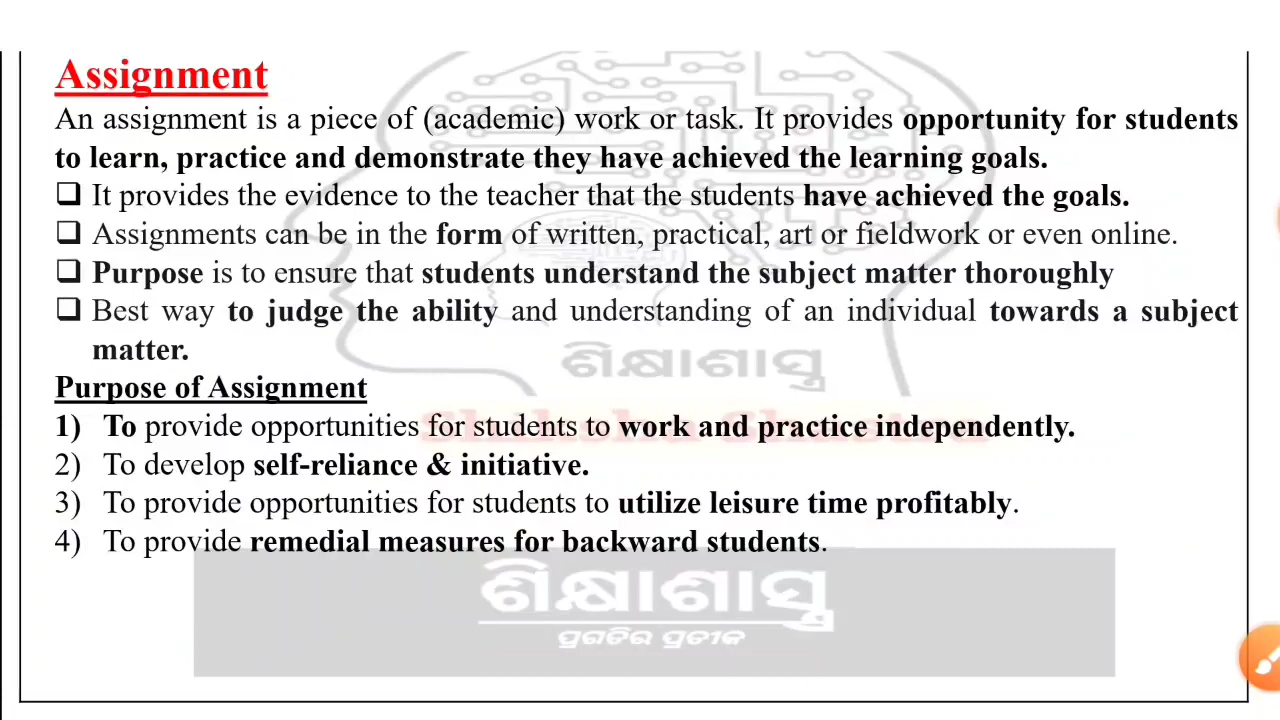 Assignment
An assignment is a piece of (academic) work or task. It provides opportunity for students
to learn, practice and demonstrate they have achieved the learning goals.
❑ It provides the evidence to the teacher that the students have achieved the goals.
❑ Assignments can be in the form of written, practical, art or fieldwork or even online.
❑ Purpose is to ensure that students understand the subject matter thoroughly
❑ Best way to judge the ability and understanding of an individual towards a subject
matter.
ଶିକ୍ଷାଶାସ୍ତ୍ର
Purpose of Assignment
1) To provide opportunities for students to work and practice independently.
2) To develop self-reliance & initiative.
3) To provide opportunities for students to utilize leisure time profitably.
4) To provide remedial measures for backward students.
ଶିକ୍ଷାଶାସ୍ତ୍ର
ପ୍ରଗତିର ପ୍ରତୀକ